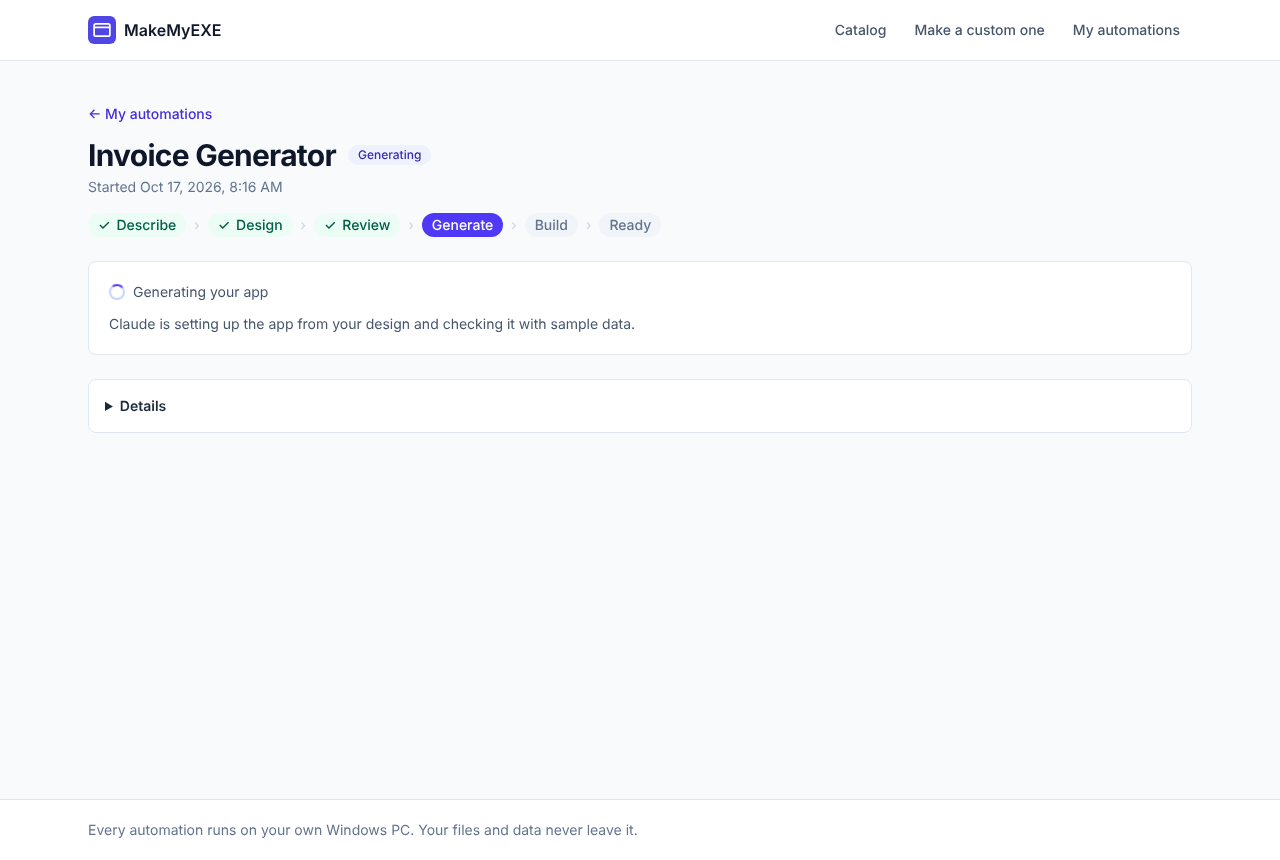 MakeMyEXE
Catalog
Make a custom one
My automations
← My automations
Invoice Generator
Generating
Started Oct 17, 2026, 8:16 AM
✓ Describe › ✓ Design › ✓ Review › Generate › Build › Ready
Generating your app
Claude is setting up the app from your design and checking it with sample data.
▶ Details
Every automation runs on your own Windows PC. Your files and data never leave it.